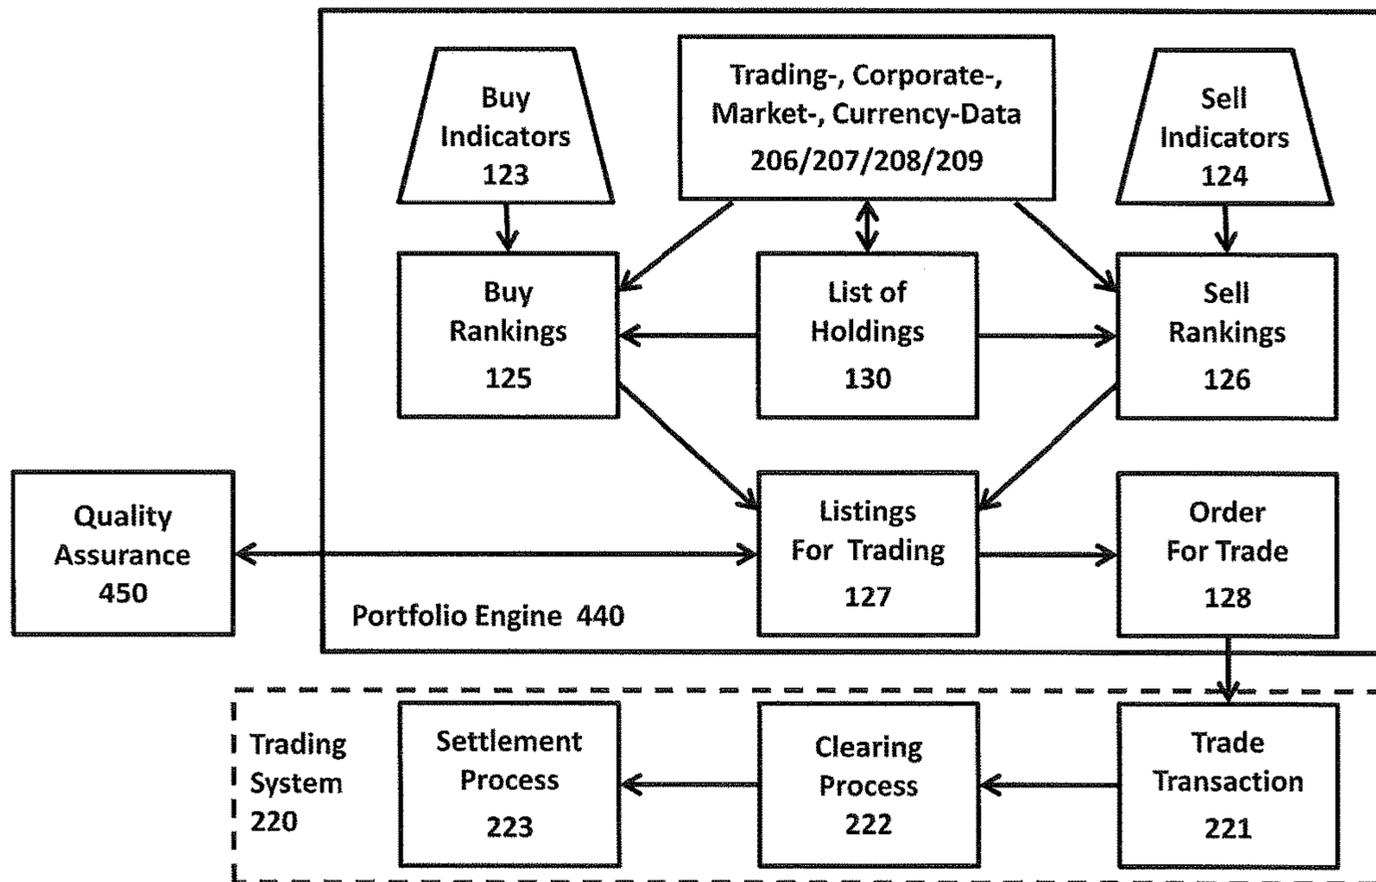 Buy
Indicators
123
Trading-, Corporate-,
Market-, Currency-Data
206/207/208/209
Sell
Indicators
124
Buy
Rankings
125
List of
Holdings
130
Sell
Rankings
126
Quality
Assurance
450
Listings
For Trading
127
Order
For Trade
128
Portfolio Engine 440
Trading
System
220
Settlement
Process
223
Clearing
Process
222
Trade
Transaction
221